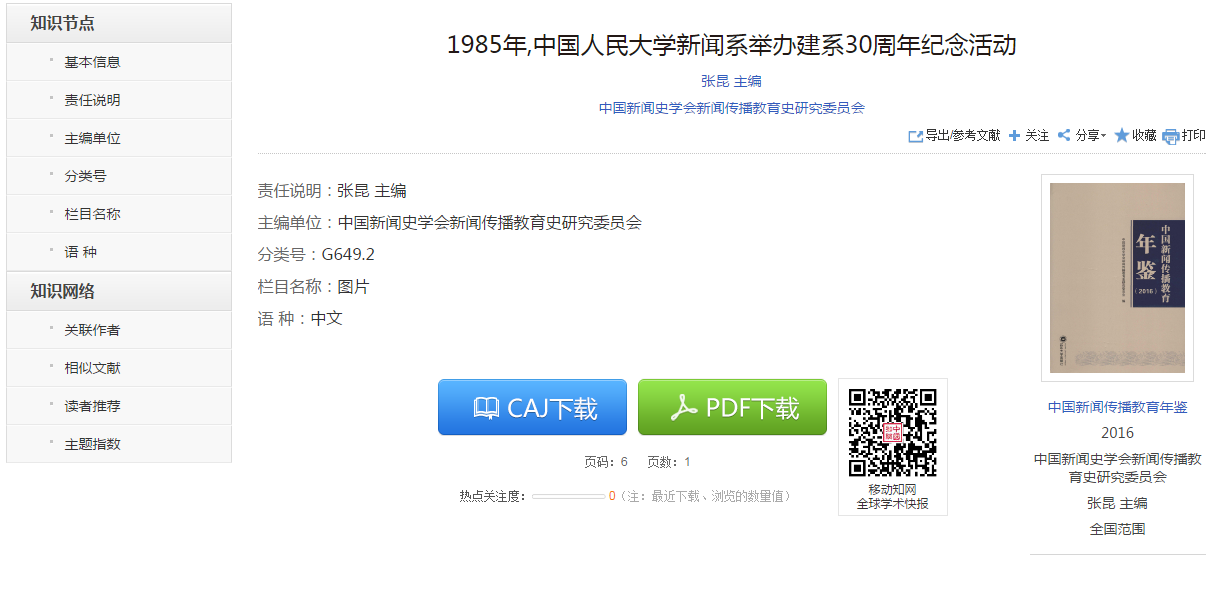 知识节点
基本信息
责任说明
主编单位
分类号
栏目名称
语 种
知识网络
关联作者
相似文献
读者推荐
主题指数
1985年,中国人民大学新闻系举办建系30周年纪念活动
张昆 主编
中国新闻史学会新闻传播教育史研究委员会
导出/参考文献 关注 分享 收藏 打印
责任说明：张昆 主编
主编单位：中国新闻史学会新闻传播教育史研究委员会
分类号：G649.2
栏目名称：图片
语 种：中文
CAJ下载
PDF下载
页码：6 页数：1
热点关注度： 0（注：最近下载、浏览的数量值）
移动知网
全球学术快报
中国新闻传播教育
年鉴
（2016）
中国新闻传播教育年鉴
2016
中国新闻史学会新闻传播教
育史研究委员会
张昆 主编
全国范围